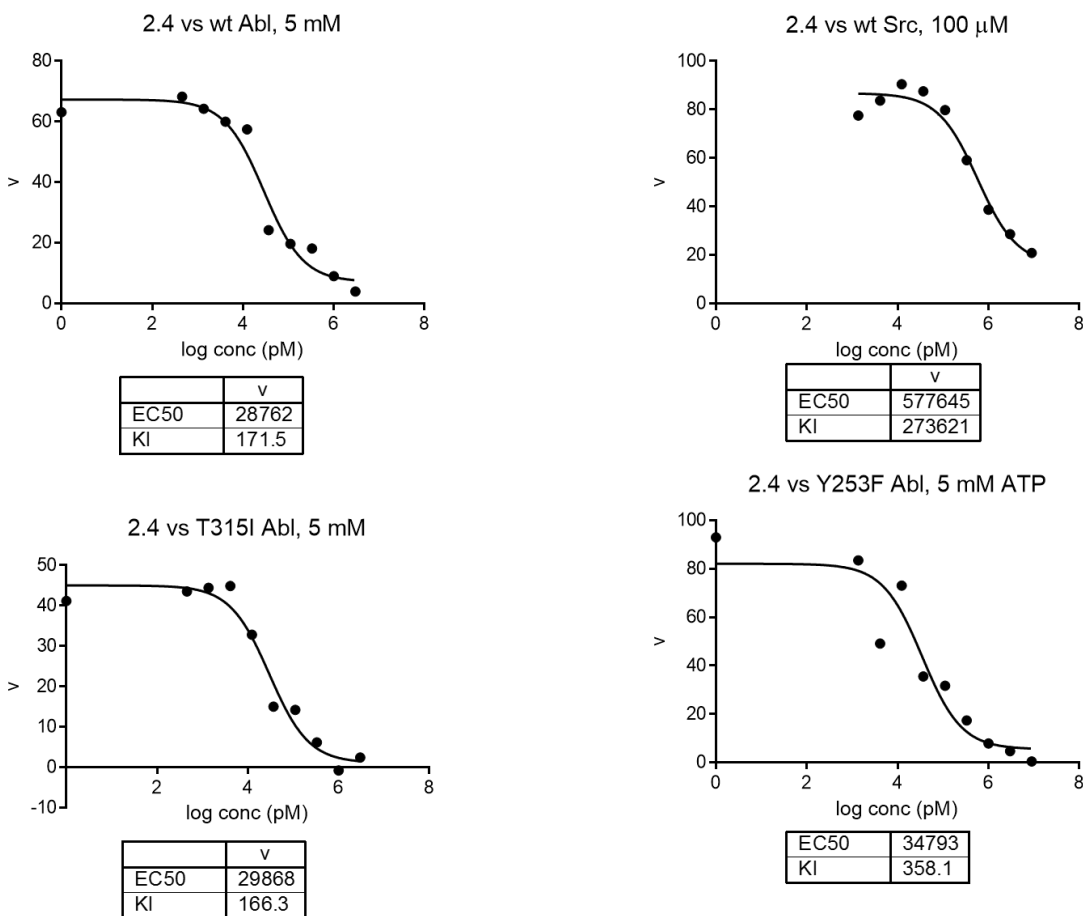 2.4 vs wt Abl, 5 mM
80
60
40
20
0
v
0 2 4 6 8
log conc (pM)
v
EC50 28762
KI 171.5
2.4 vs wt Src, 100 μM
100
80
60
40
20
0
v
0 2 4 6 8
log conc (pM)
v
EC50 577645
KI 273621
2.4 vs T315I Abl, 5 mM
50
40
30
20
10
0
-10
v
2 4 6 8
log conc (pM)
v
EC50 29868
KI 166.3
2.4 vs Y253F Abl, 5 mM ATP
100
80
60
40
20
0
v
0 2 4 6 8
log conc (pM)
EC50 34793
KI 358.1